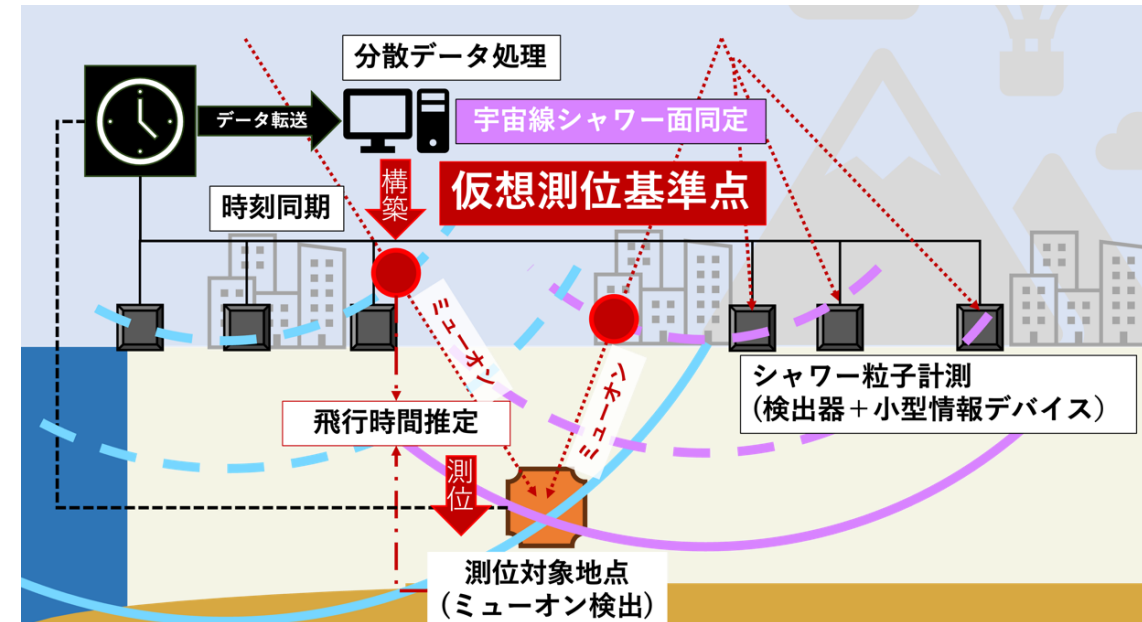 分散データ処理
データ転送
宇宙線シャワー面同定
構築
仮想測位基準点
時刻同期
ミューオン
ミューオン
シャワー粒子計測
(検出器＋小型情報デバイス)
飛行時間推定
測位
測位対象地点
(ミューオン検出)